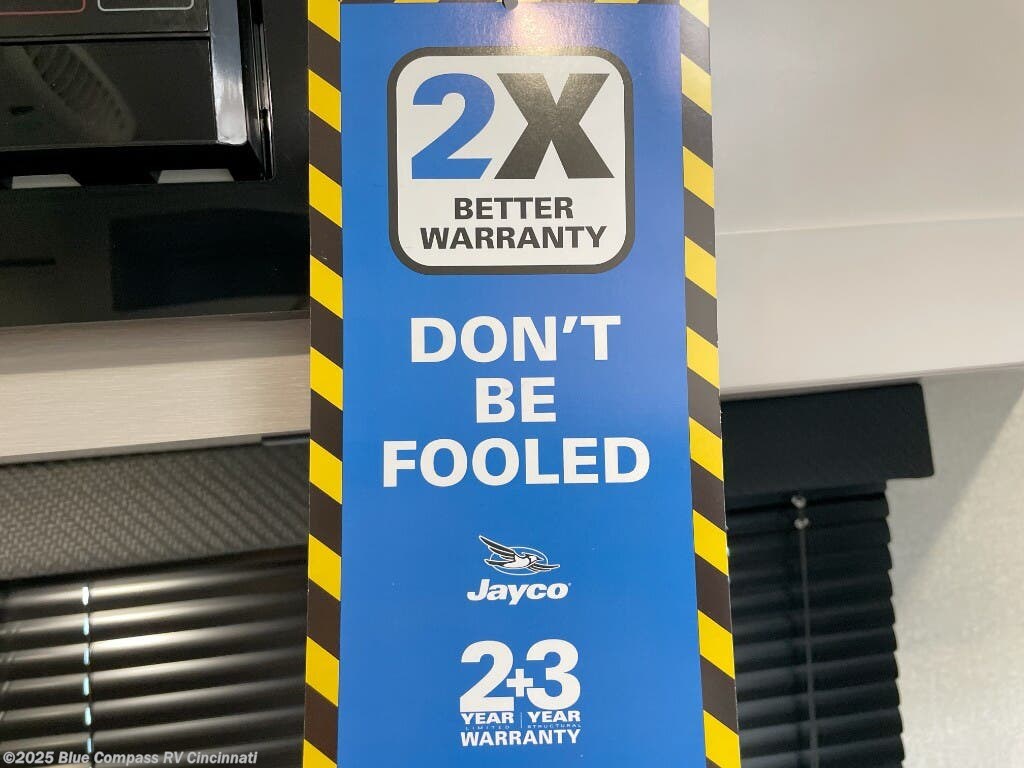 2X
BETTER
WARRANTY
DON'T
BE
FOOLED
Jayco
2+3
YEAR | YEAR
LIMITED | STRUCTURAL
WARRANTY
©2025 Blue Compass RV Cincinnati